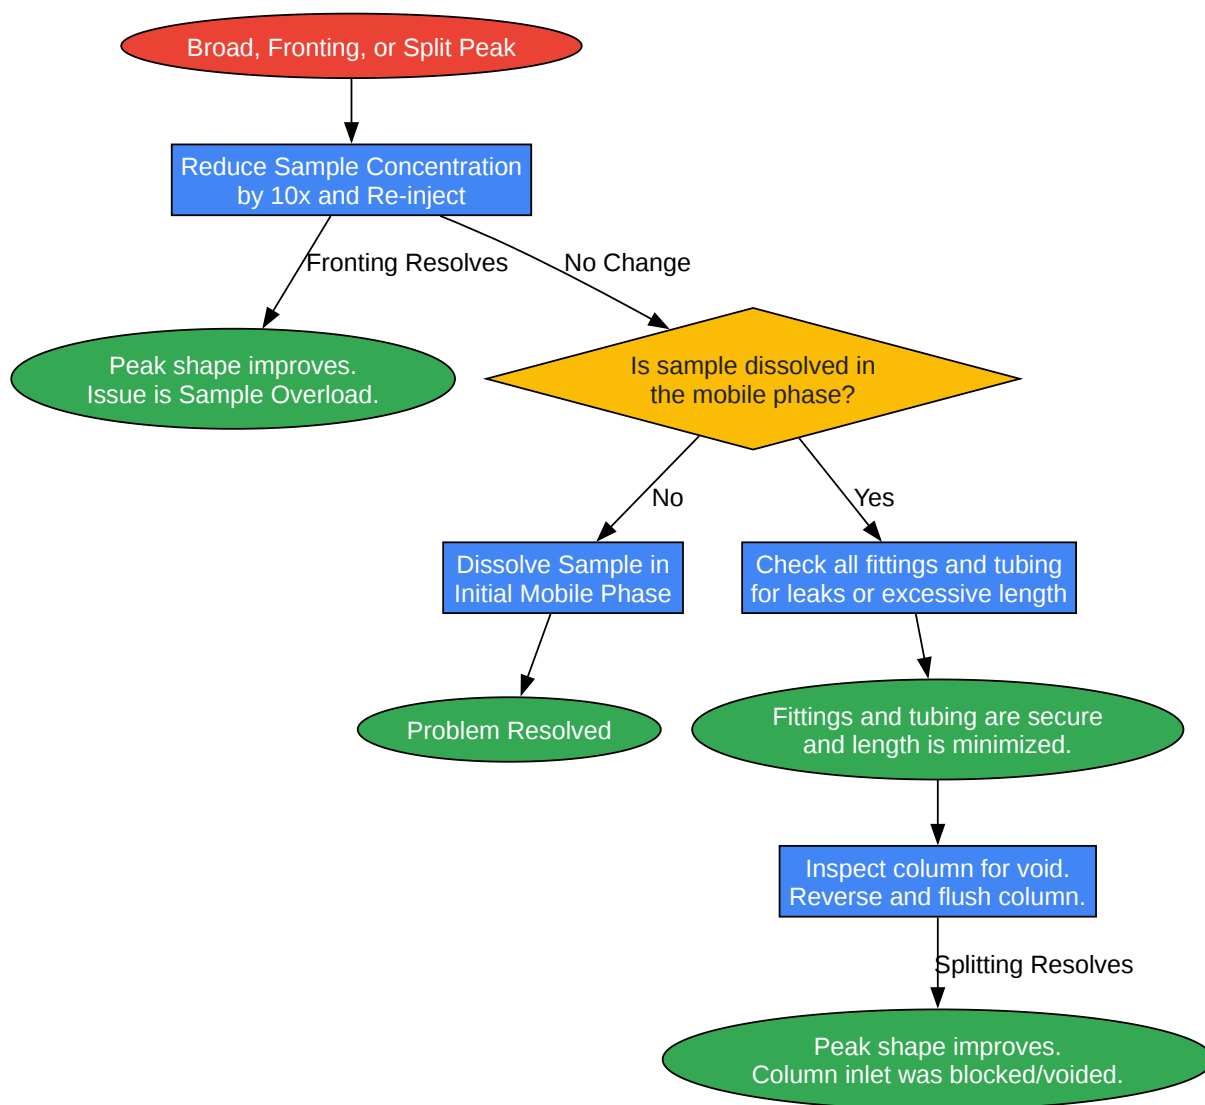 Broad, Fronting, or Split Peak
Reduce Sample Concentration
by 10x and Re-inject
Fronting Resolves
No Change
Peak shape improves.
Issue is Sample Overload.
Is sample dissolved in
the mobile phase?
No
Yes
Dissolve Sample in
Initial Mobile Phase
Check all fittings and tubing
for leaks or excessive length
Problem Resolved
Fittings and tubing are secure
and length is minimized.
Inspect column for void.
Reverse and flush column.
Splitting Resolves
Peak shape improves.
Column inlet was blocked/voided.